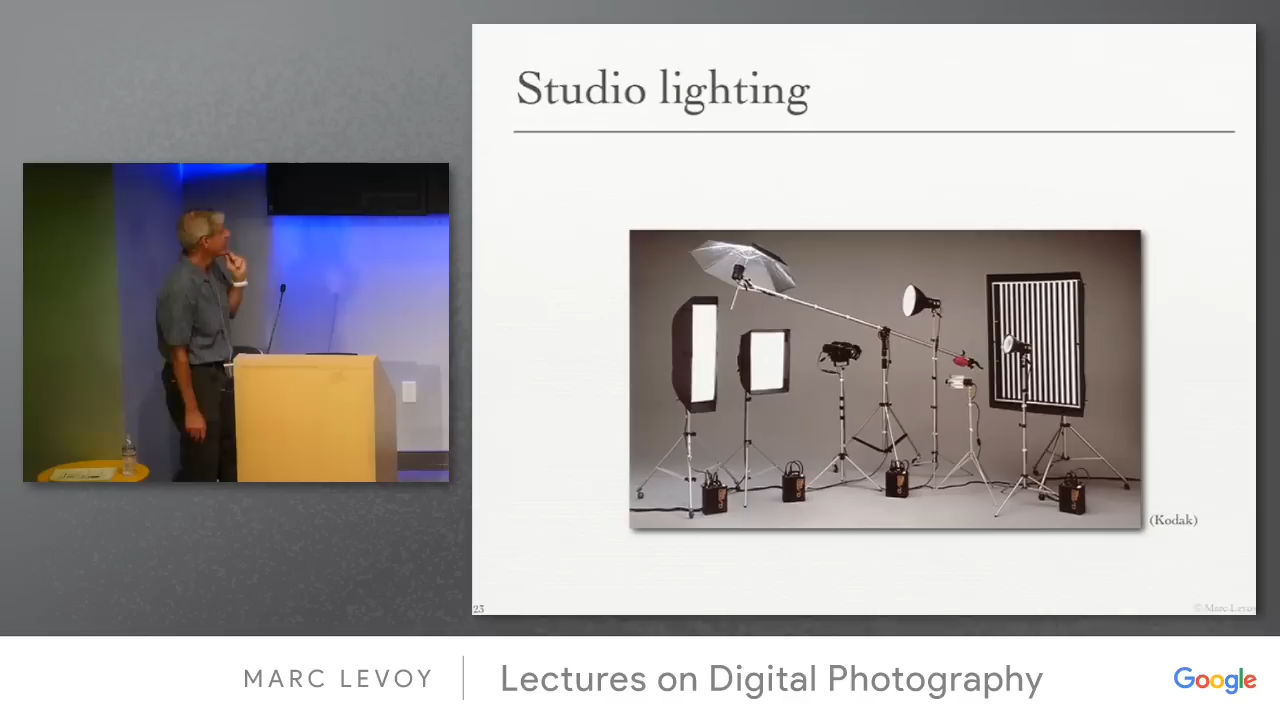 Studio lighting
(Kodak)
23
© Marc Levoy
MARC LEVOY
Lectures on Digital Photography
Google